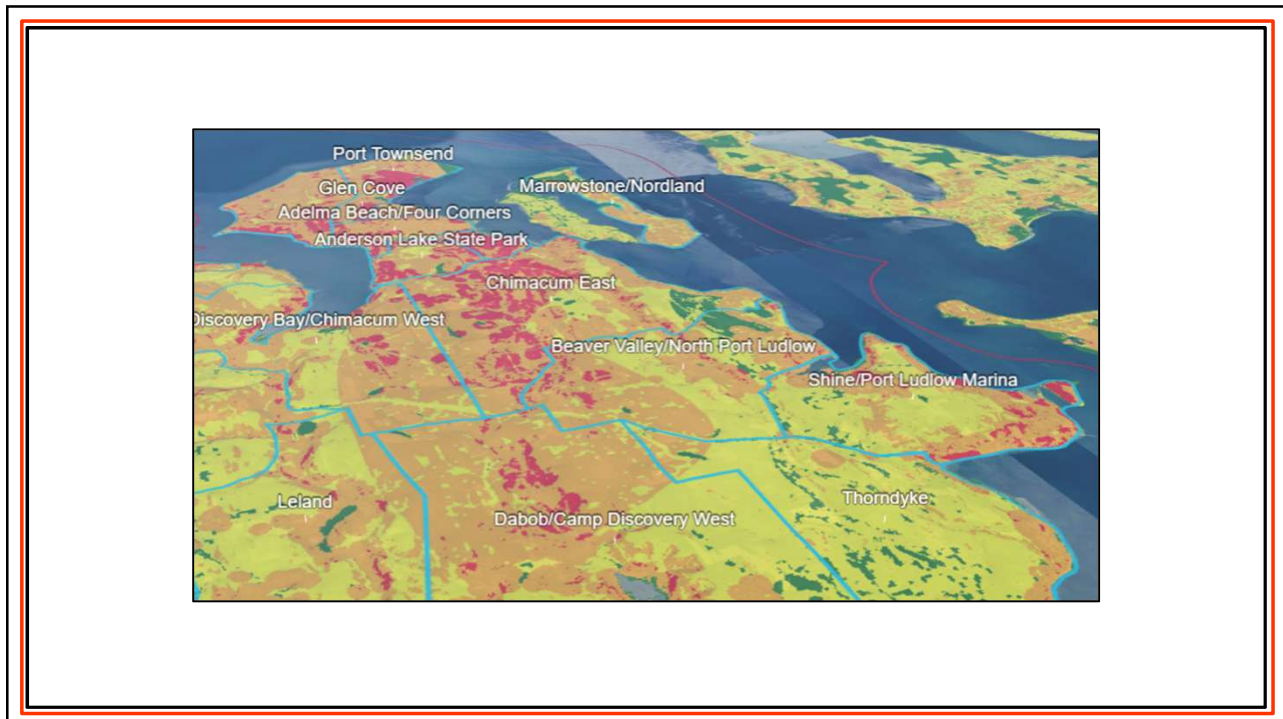 Port Townsend
Glen Cove
Marrowstone/Nordland
Adelma Beach/Four Corners
Anderson Lake State Park
Chimacum East
Discovery Bay/Chimacum West
Beaver Valley/North Port Ludlow
Shine/Port Ludlow Marina
Leland
Thorndyke
Dabob/Camp Discovery West